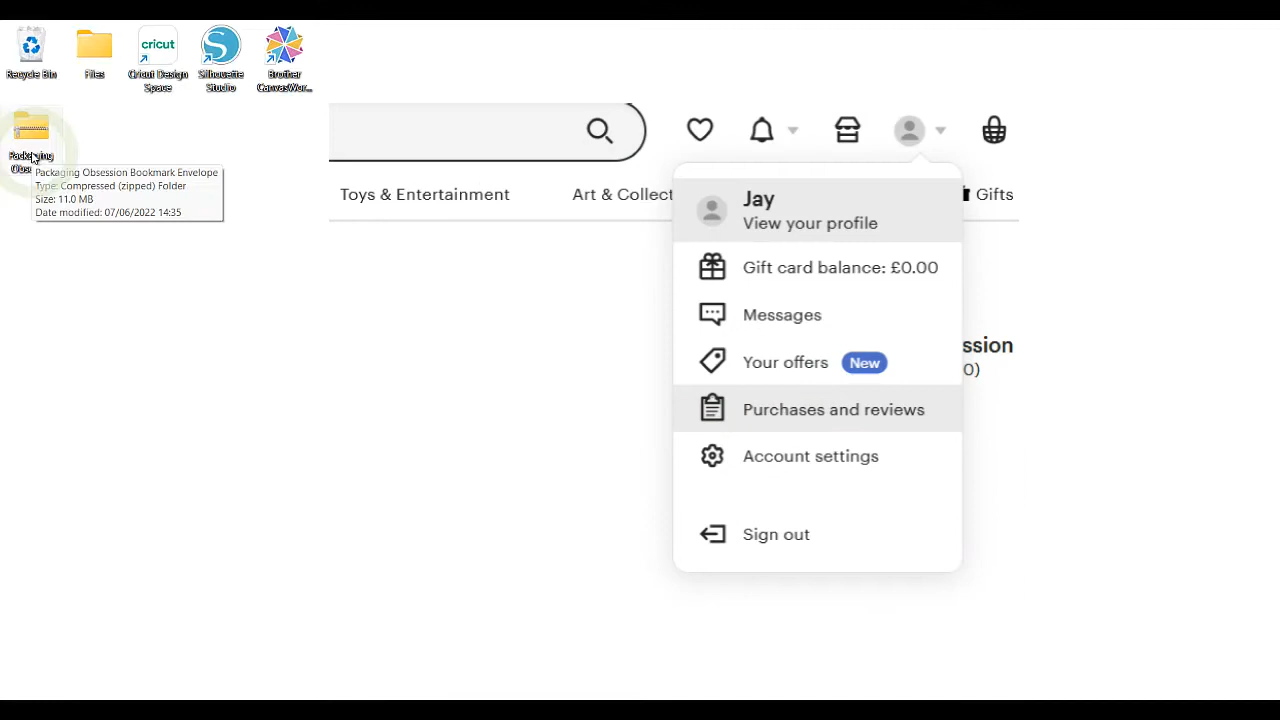 Recycle Bin
Files
cricut
Cricut Design
Space
Silhouette
Studio
Brother
CanvasWor...
Packaging
Packaging Obsession Bookmark Envelope
Type: Compressed (zipped) Folder
Size: 11.0 MB
Date modified: 07/06/2022 14:35
Toys & Entertainment
Art & Collect
Gifts
Jay
View your profile
Gift card balance: £0.00
Messages
Your offers New
Purchases and reviews
Account settings
Sign out
ssion
0)